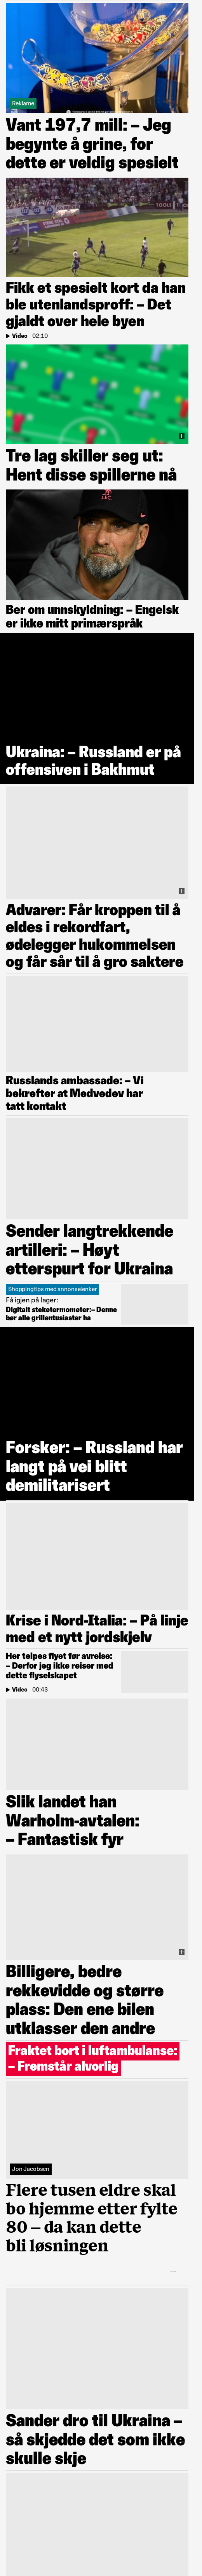 Reklame
Vant 197,7 mill: – Jeg
begynte å grine, for
dette er veldig spesielt
Fikk et spesielt kort da han
ble utenlandsproff: – Det
gjaldt over hele byen
Video | 02:10
Tre lag skiller seg ut:
Hent disse spillerne nå
Ber om unnskyldning: – Engelsk
er ikke mitt primærspråk
Ukraina: – Russland er på
offensiven i Bakhmut
Advarer: Får kroppen til å
eldes i rekordfart,
ødelegger hukommelsen
og får sår til å gro saktere
Russlands ambassade: – Vi
bekrefter at Medvedev har
tatt kontakt
Sender langtrekkende
artilleri: – Høyt
etterspurt for Ukraina
Shoppingtips med annonselenker
Få igjen på lager:
Digitalt steketermometer:– Denne
bør alle grillentusiaster ha
Forsker: – Russland har
langt på vei blitt
demilitarisert
Krise i Nord-Italia: – På linje
med et nytt jordskjelv
Her teipes flyet før avreise:
– Derfor jeg ikke reiser med
dette flyselskapet
Video | 00:43
Slik landet han
Warholm-avtalen:
– Fantastisk fyr
Billigere, bedre
rekkevidde og større
plass: Den ene bilen
utklasser den andre
Fraktet bort i luftambulanse:
– Fremstår alvorlig
Jon Jacobsen
Flere tusen eldre skal
bo hjemme etter fylte
80 – da kan dette
bli løsningen
Sander dro til Ukraina –
så skjedde det som ikke
skulle skje